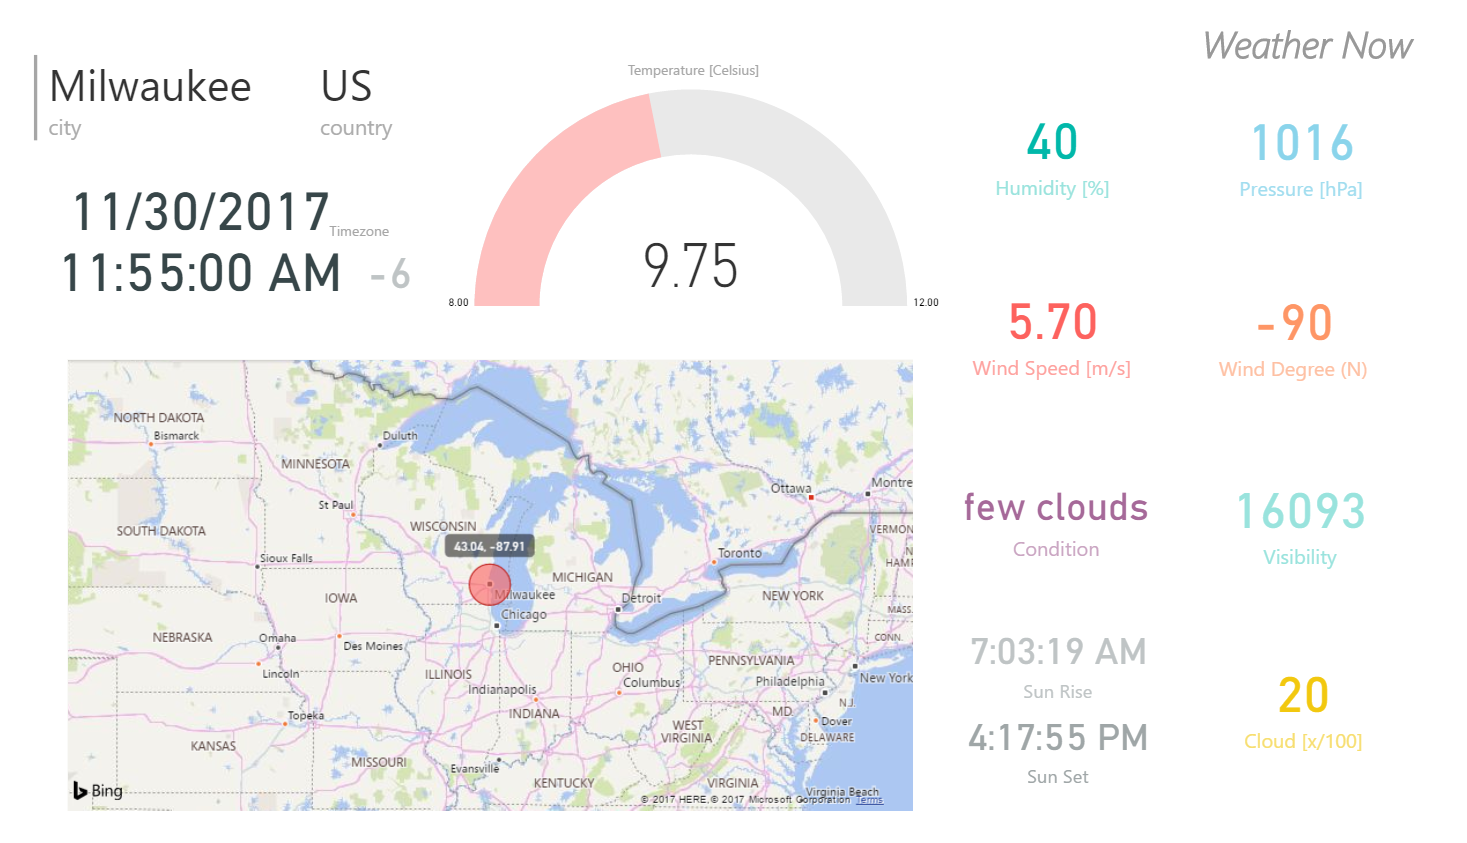 Weather Now
Milwaukee
city
US
country
11/30/2017
Timezone
11:55:00 AM
-6
Temperature [Celsius]
9.75
8.00
12.00
40
Humidity [%]
1016
Pressure [hPa]
5.70
Wind Speed [m/s]
-90
Wind Degree (N)
few clouds
Condition
16093
Visibility
7:03:19 AM
Sun Rise
4:17:55 PM
Sun Set
20
Cloud [x/100]
NORTH DAKOTA
Bismarck
Duluth
MINNESOTA
St Paul
Ottawa
Montre
WISCONSIN
SOUTH DAKOTA
VERMON
43.04, -87.91
Toronto
Sioux Falls
NEW
HAMP
MICHIGAN
Milwaukee
IOWA
Detroit
NEW YORK
Chicago
MASS.
NEBRASKA
Omaha
Des Moines
CONN.
PENNSYLVANIA
OHIO
Lincoln
ILLINOIS
Columbus
Philadelphia
New York
Indianapolis
INDIANA
N.J.
MD
Topeka
Dover
WEST
VIRGINIA
DELAWARE
KANSAS
MISSOURI
Evansville
KENTUCKY
VIRGINIA
Virginia Beach
Bing
© 2017 HERE, © 2017 Microsoft Corporation Terms